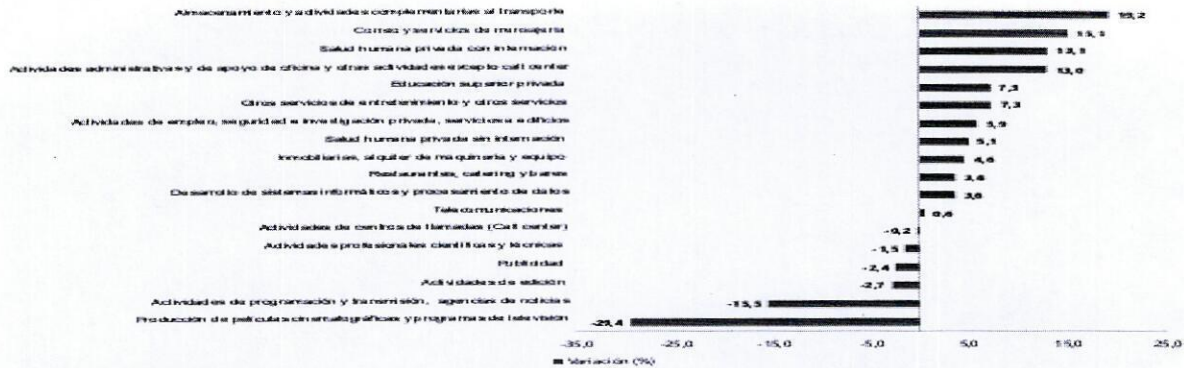 Almacenamiento y actividades complementarias al transporte 19,2
Correo y servicios de mensajería 15,1
Salud humana privada con internación
Actividades administrativas y de apoyo de oficina y otras actividades excepto call center 13,0
Educación superior privada 7,3
Otros servicios de entretenimiento y otros servicios 7,3
Actividades de empleo, seguridad e investigación privada, servicios a edificios 5,9
Salud humana privada sin internación 5,1
Inmobiliarias, alquiler de maquinaria y equipo 4,6
Restaurantes, catering y bares
Desarrollo de sistemas informáticos y procesamiento de datos 3,6
Telecomunicaciones 0,6
Actividades de centros de llamadas (Call center) -0,2
Actividades profesionales científicas y técnicas -1,5
Publicidad -2,4
Actividades de edición -2,7
Actividades de programación y transmisión, agencias de noticias
Producción de películas cinematográficas y programas de televisión -29,4
-35,0 -25,0 -15,0 -5,0 5,0 15,0 25,0
Variación (%)